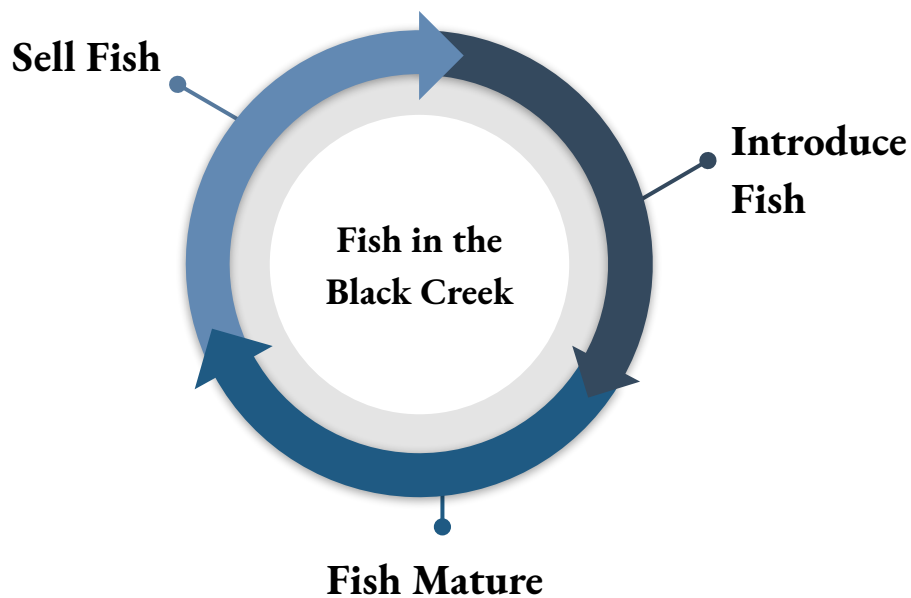 Sell Fish
Introduce
Fish
Fish in the
Black Creek
Fish Mature